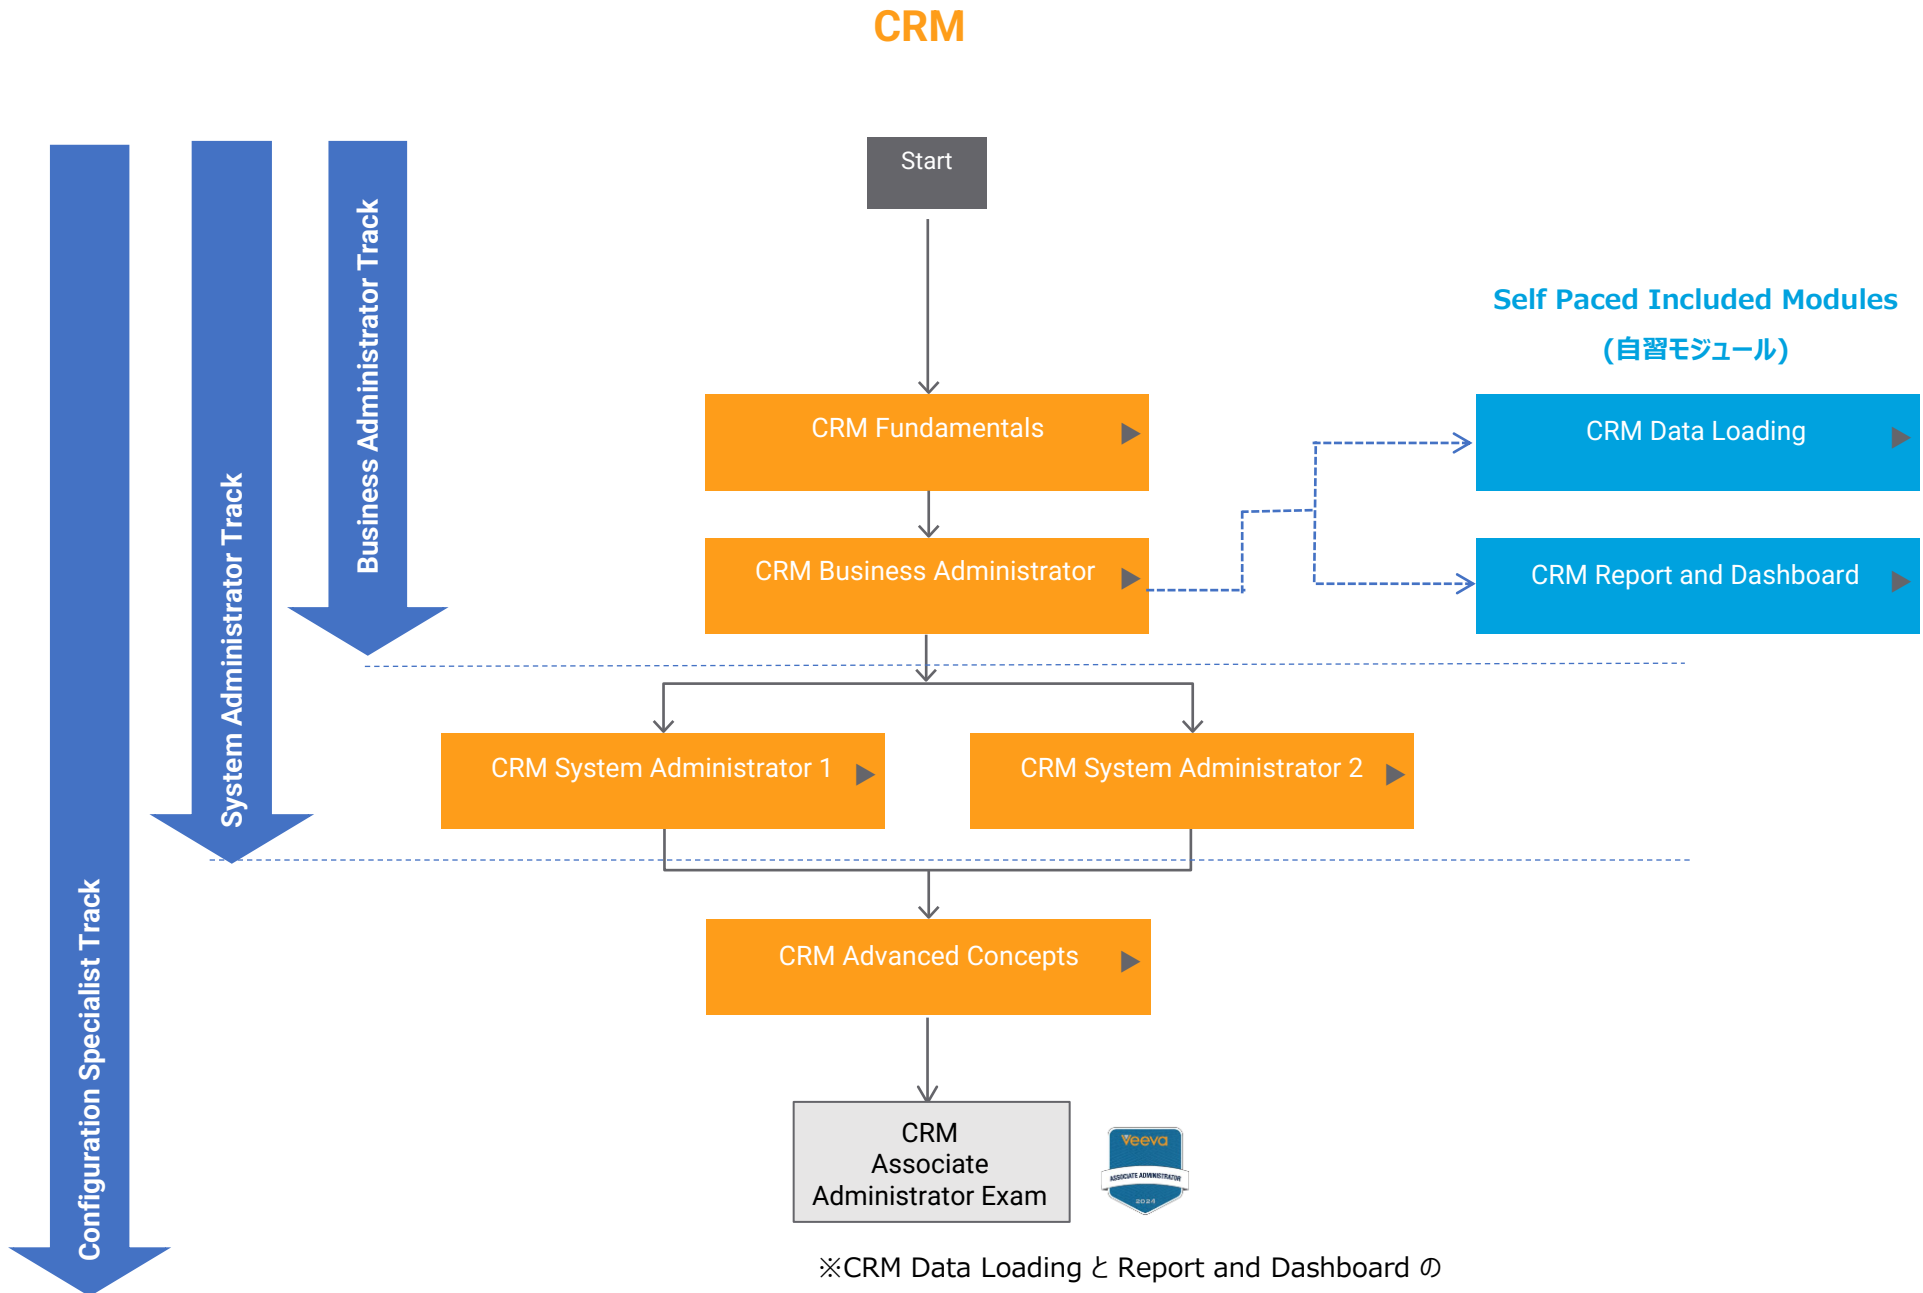 CRM
Start
Business Administrator Track
System Administrator Track
Configuration Specialist Track
Self Paced Included Modules
(自習モジュール)
CRM Fundamentals
CRM Data Loading
CRM Business Administrator
CRM Report and Dashboard
CRM System Administrator 1
CRM System Administrator 2
CRM Advanced Concepts
CRM
Associate
Administrator Exam
Veeva
ASSOCIATE ADMINISTRATOR
2024
※CRM Data Loading と Report and Dashboard の